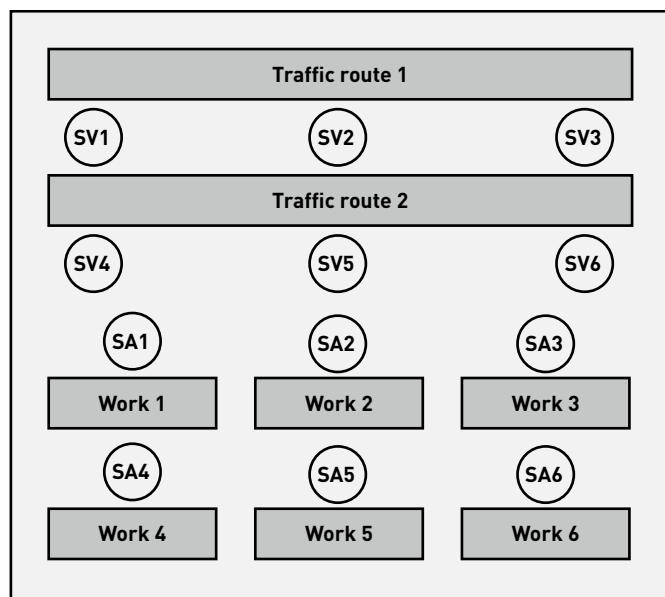 Traffic route 1
SV1 SV2 SV3
Traffic route 2
SV4 SV5 SV6
SA1 SA2 SA3
Work 1 Work 2 Work 3
SA4 SA5 SA6
Work 4 Work 5 Work 6